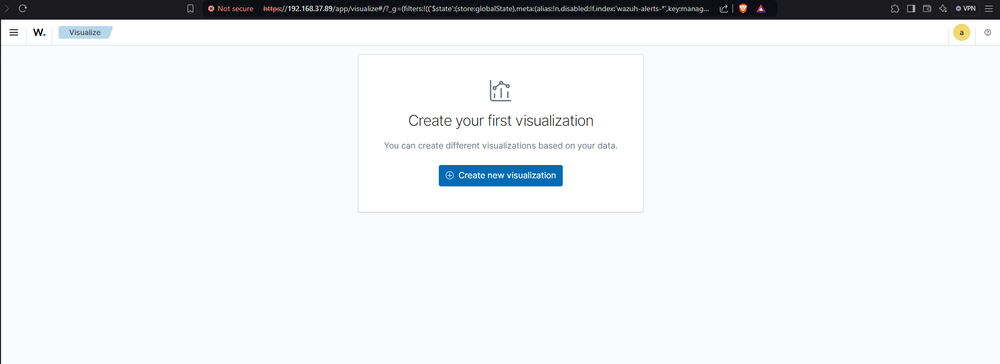 Not secure https://192.168.37.89/app/visualize#/?_g=(filters:!(('$state':(store:globalState),meta:(alias:!n,disabled:!f,index:'wazuh-alerts-*',key:manag... VPN
W. Visualize a
Create your first visualization
You can create different visualizations based on your data.
Create new visualization